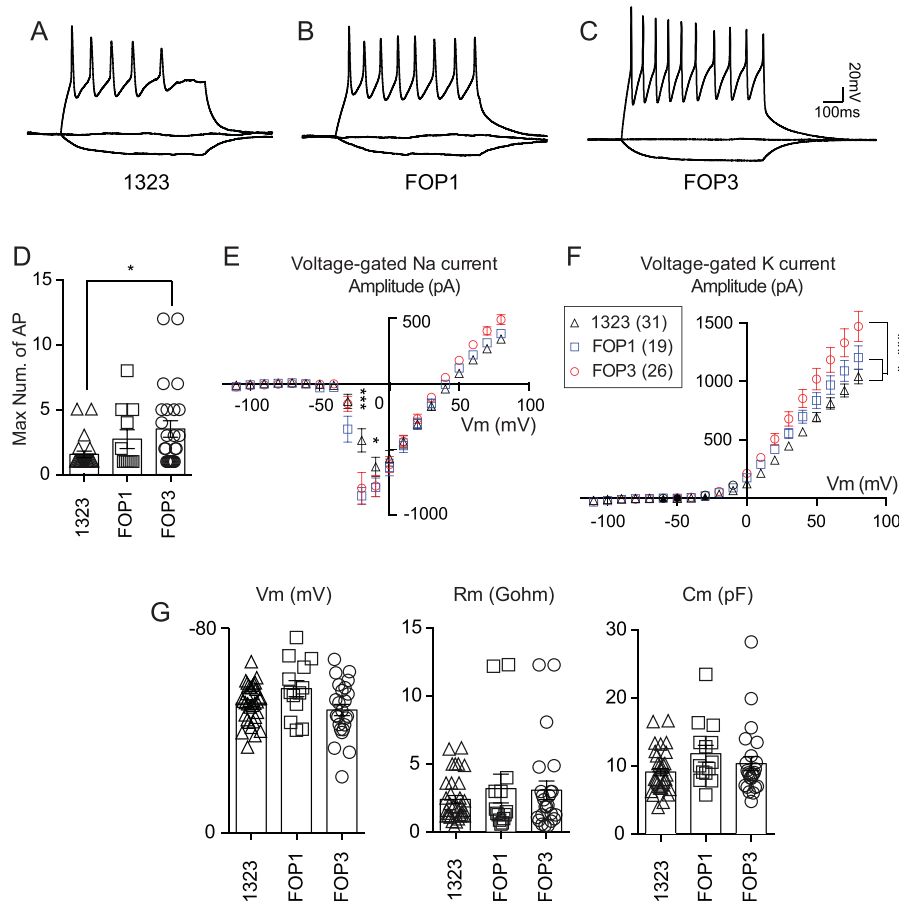 A
B
C
20mV
100ms
1323
FOP1
FOP3
D
Max Num. of AP
15
10
5
0
*
1323
FOP1
FOP3
E
Voltage-gated Na current
Amplitude (pA)
500
-100
-50
0
50
100
Vm (mV)
***
*
-1000
F
Voltage-gated K current
Amplitude (pA)
1323 (31)
FOP1 (19)
FOP3 (26)
1500
1000
500
Vm (mV)
-100
-50
0
50
100
G
Vm (mV)
-80
0
1323
FOP1
FOP3
Rm (Gohm)
15
10
5
0
1323
FOP1
FOP3
Cm (pF)
30
20
10
0
1323
FOP1
FOP3